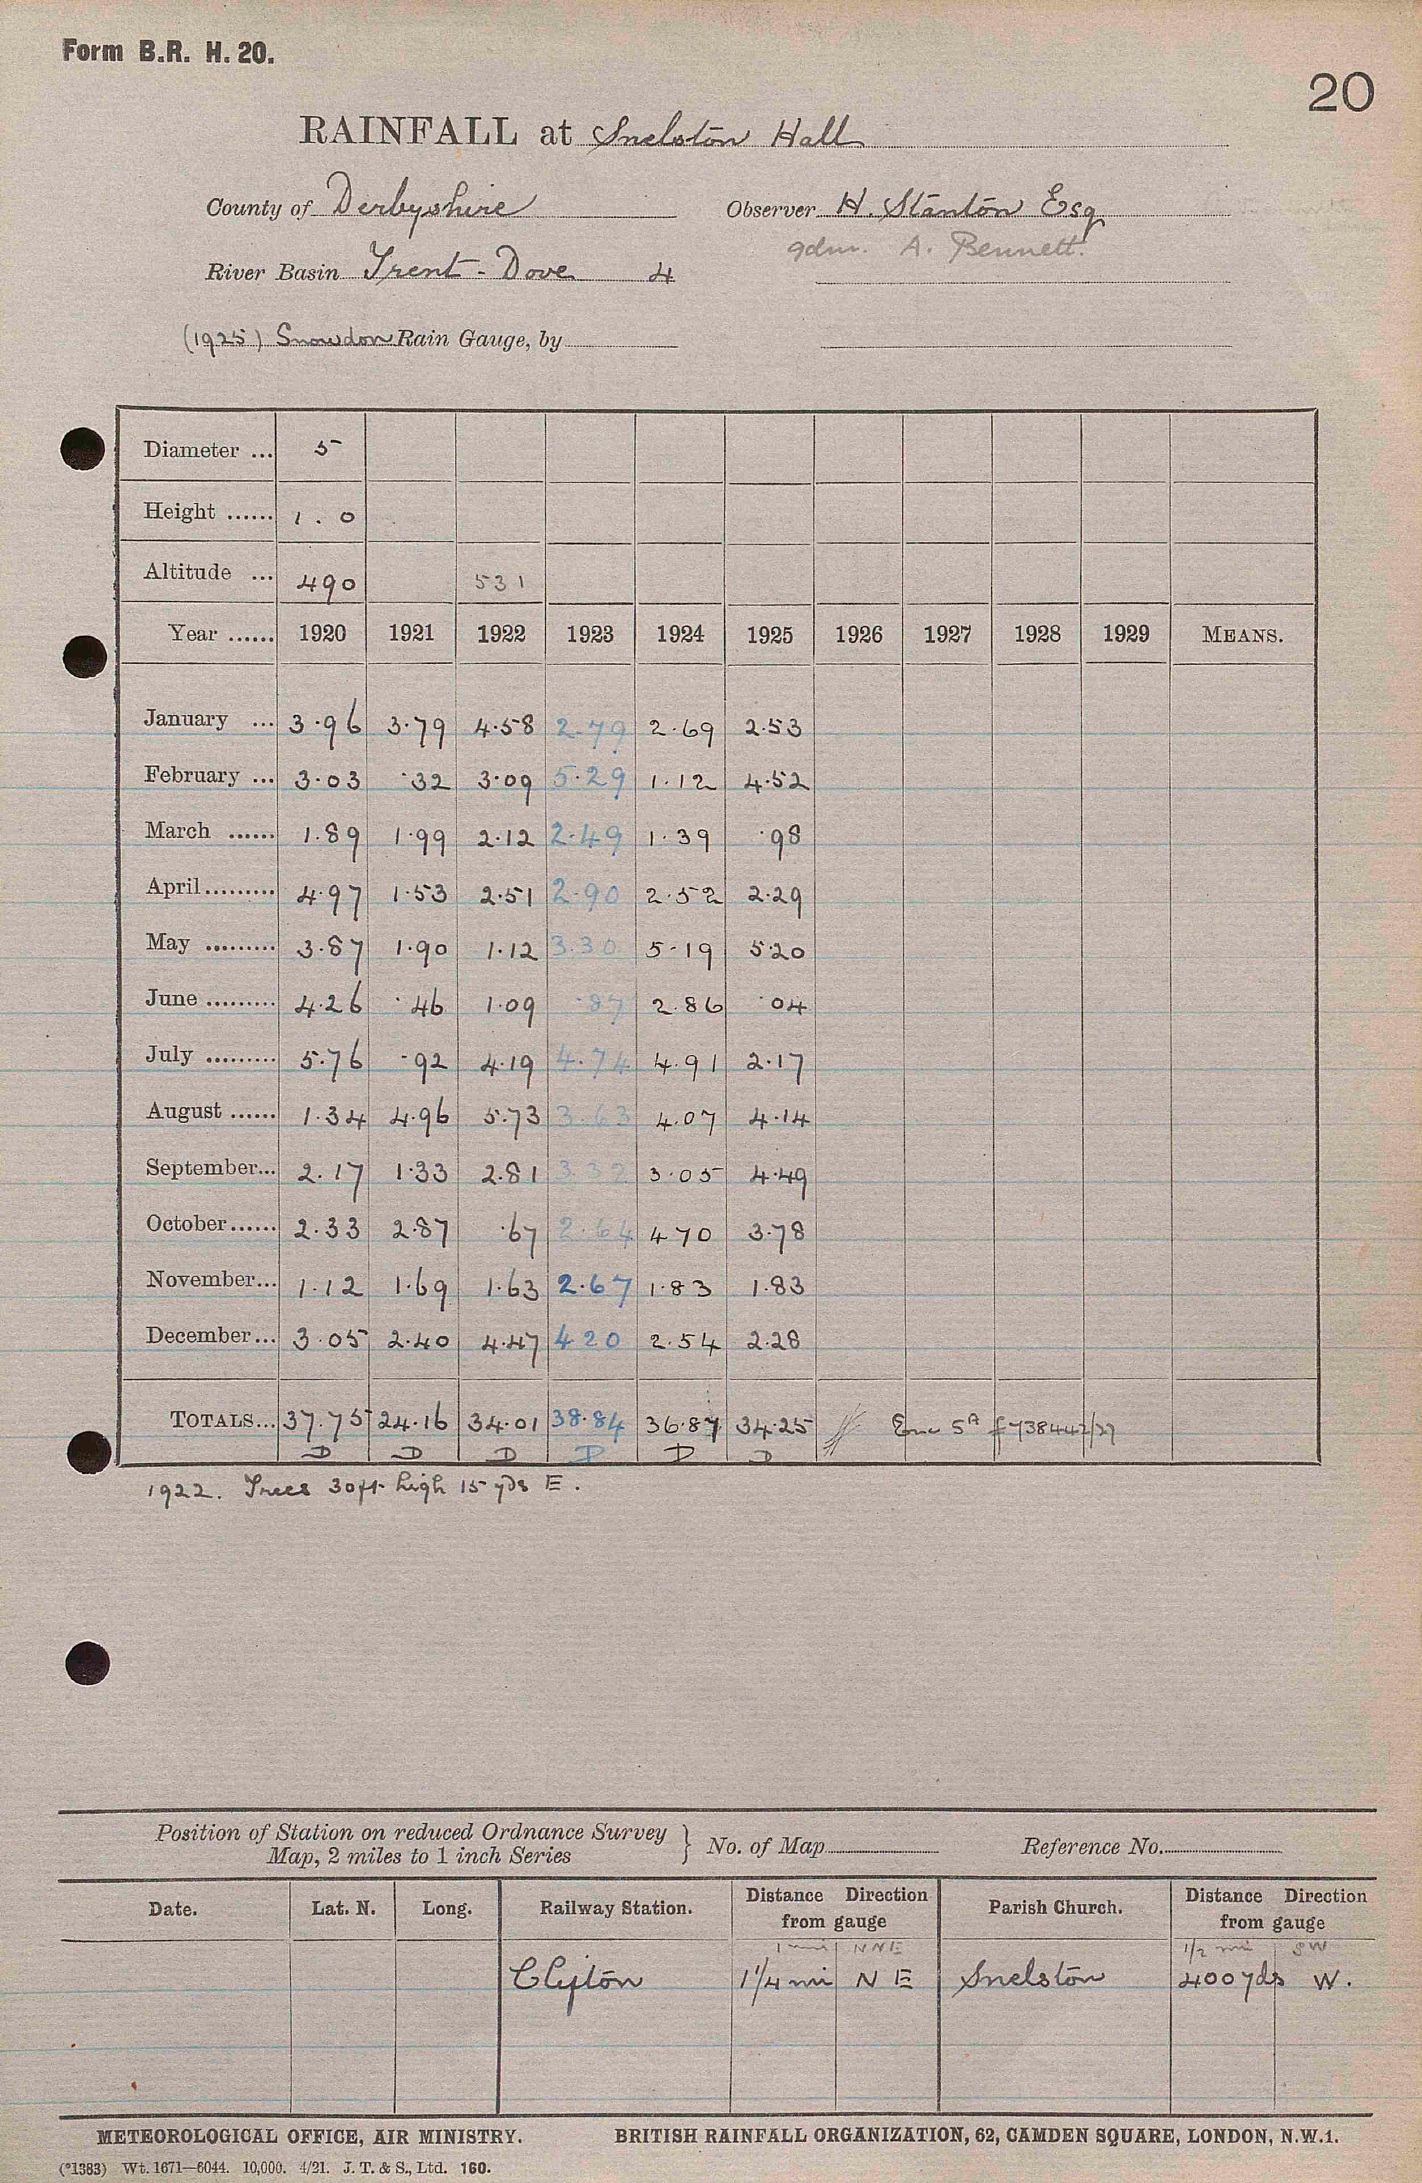 Form B.R. H. 20.
20
RAINFALL at Snelston Hall
County of Derbyshire Observer H. Stanton Esq
gdnr. A. Bennett.
River Basin Trent - Dove 4
(1925) Snowdon Rain Gauge, by
Diameter ... 5
Height ...... 1.0
Altitude ... 490 531
Year ...... 1920 1921 1922 1923 1924 1925 1926 1927 1928 1929 MEANS.
January ... 3.96 3.79 4.58 2.79 2.69 2.53
February ... 3.03 .32 3.09 5.29 1.12 4.52
March ...... 1.89 1.99 2.12 2.49 1.39 .98
April ......... 4.97 1.53 2.51 2.90 2.52 2.29
May ......... 3.87 1.90 1.12 3.30 5.19 5.20
June ......... 4.26 .46 1.09 .87 2.86 .04
July ......... 5.76 .92 4.19 4.74 4.91 2.17
August ...... 1.34 4.96 5.73 3.63 4.07 4.14
September... 2.17 1.33 2.81 3.32 3.05 4.49
October ...... 2.33 2.87 .67 2.64 4 70 3.78
November... 1.12 1.69 1.63 2.67 1.83 1.83
December... 3.05 2.40 4.47 4 20 2.54 2.28
TOTALS... 37.75 24.16 34.01 38.84 36.87 34.25 5A f 738442/27
D D D D D D
1922. Trees 30ft. high 15 yds E.
Position of Station on reduced Ordnance Survey
Map, 2 miles to 1 inch Series } No. of Map Reference No.
Date. Lat. N. Long. Railway Station. Distance Direction from gauge Parish Church. Distance Direction from gauge
1 mi NNE 1/2 mi SW
Clifton 1 1/4 mi N E Snelston 400 yds W.
METEOROLOGICAL OFFICE, AIR MINISTRY. BRITISH RAINFALL ORGANIZATION, 62, CAMDEN SQUARE, LONDON, N.W.1.
(*1383) Wt. 1671—6044. 10,000. 4/21. J. T. & S., Ltd. 160.